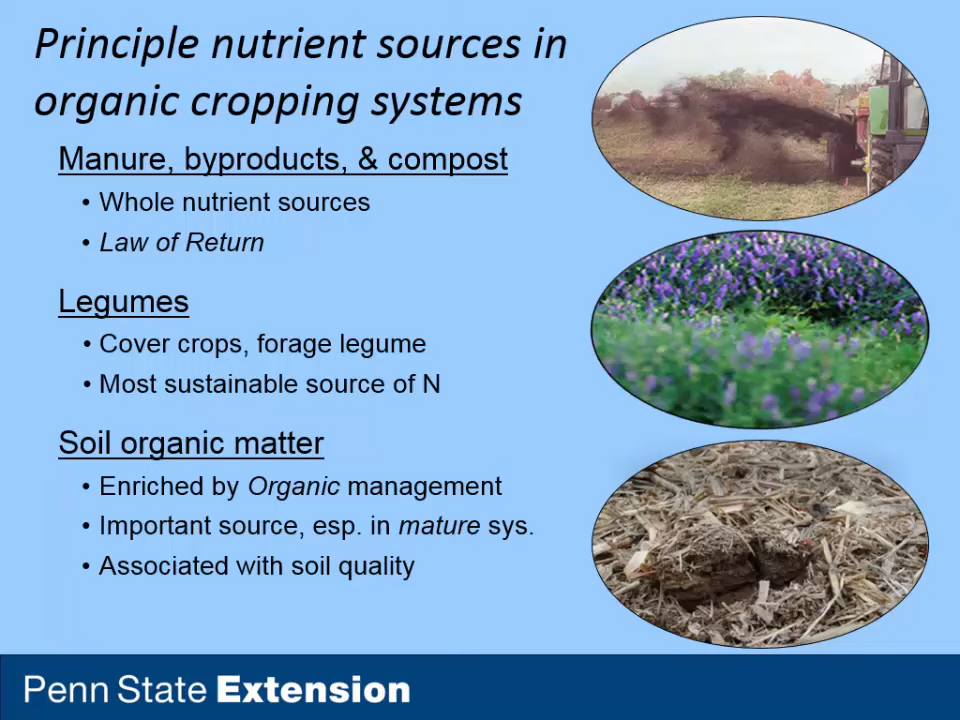 Principle nutrient sources in
organic cropping systems
Manure, byproducts, & compost
• Whole nutrient sources
• Law of Return
Legumes
• Cover crops, forage legume
• Most sustainable source of N
Soil organic matter
• Enriched by Organic management
• Important source, esp. in mature sys.
• Associated with soil quality
Penn State Extension